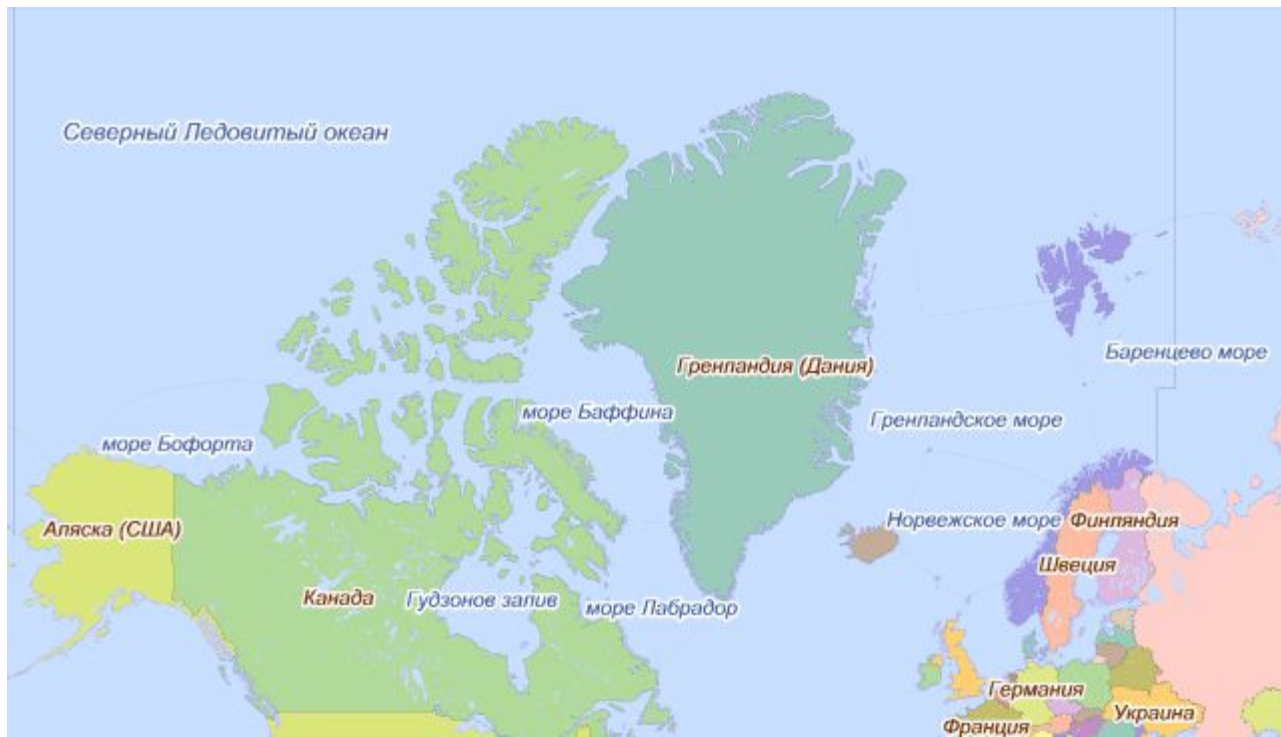 Северный Ледовитый океан
Баренцево море
Гренландия (Дания)
море Баффина
Гренландское море
море Бофорта
Норвежское море
Финляндия
Аляска (США)
Швеция
Канада
Гудзонов залив
море Лабрадор
Германия
Украина
Франция